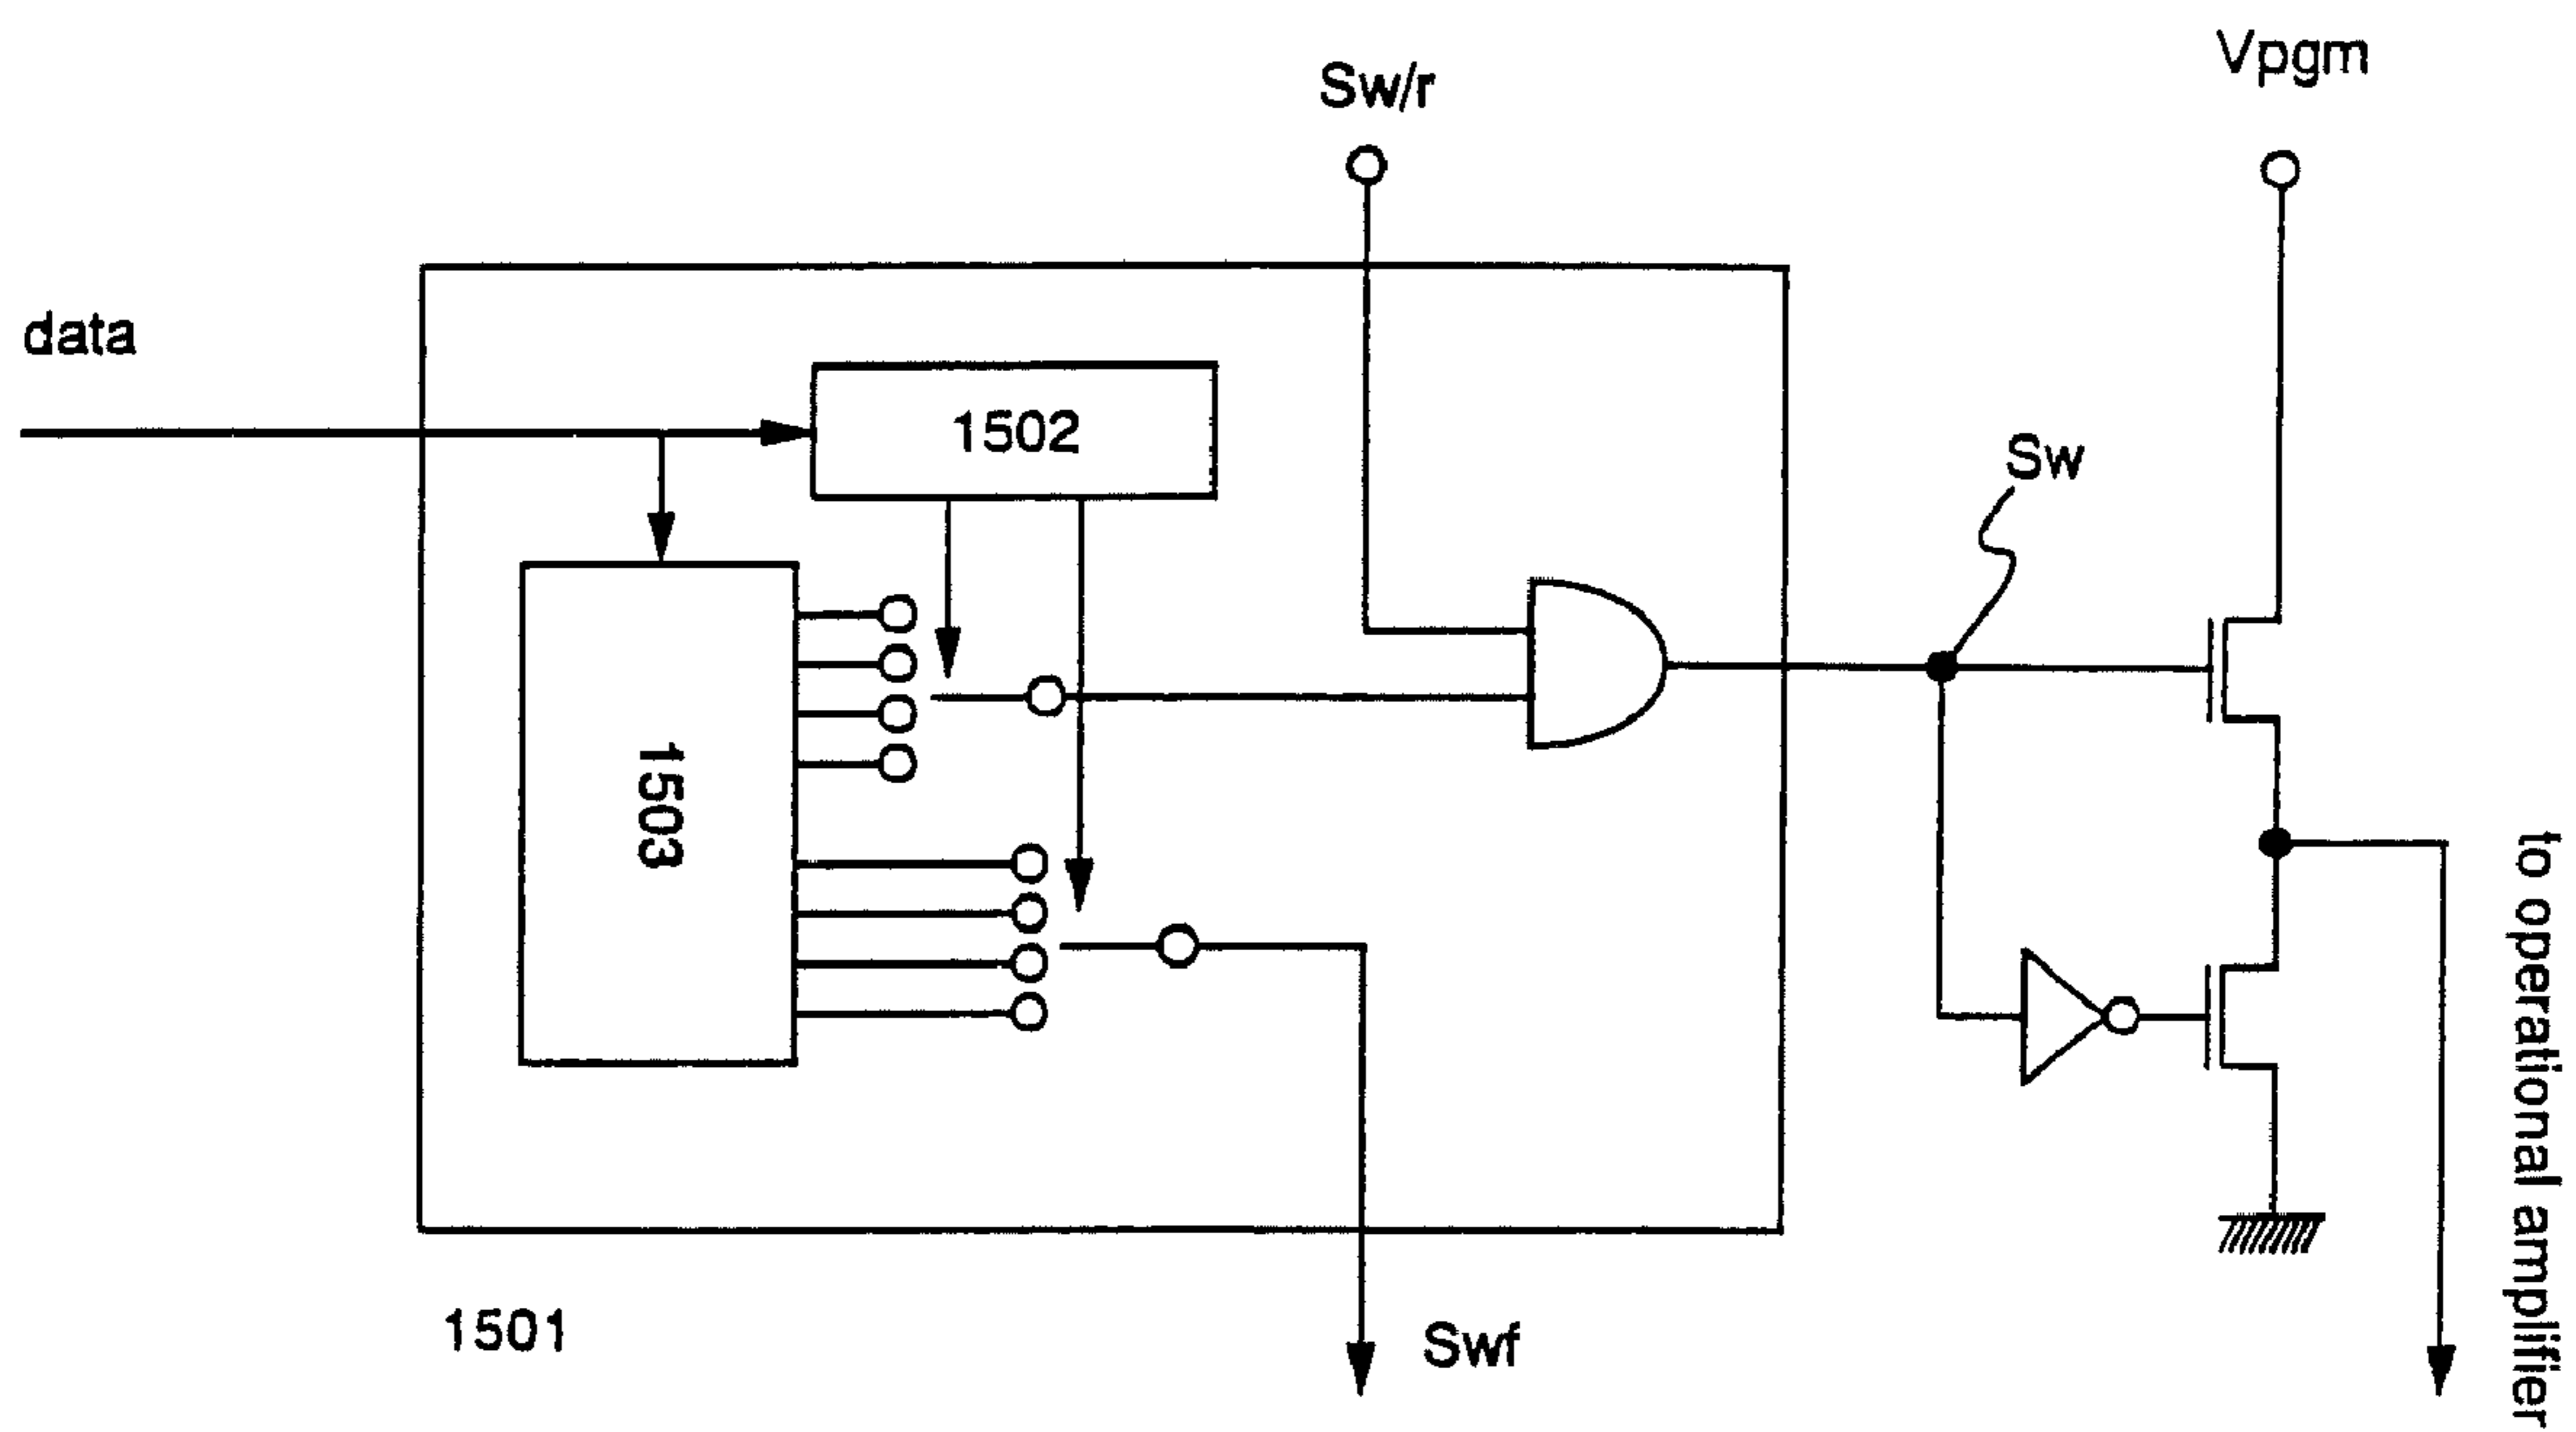 Vpgm
Sw/r
data
1502
Sw
1503
to operational amplifier
1501
Swf